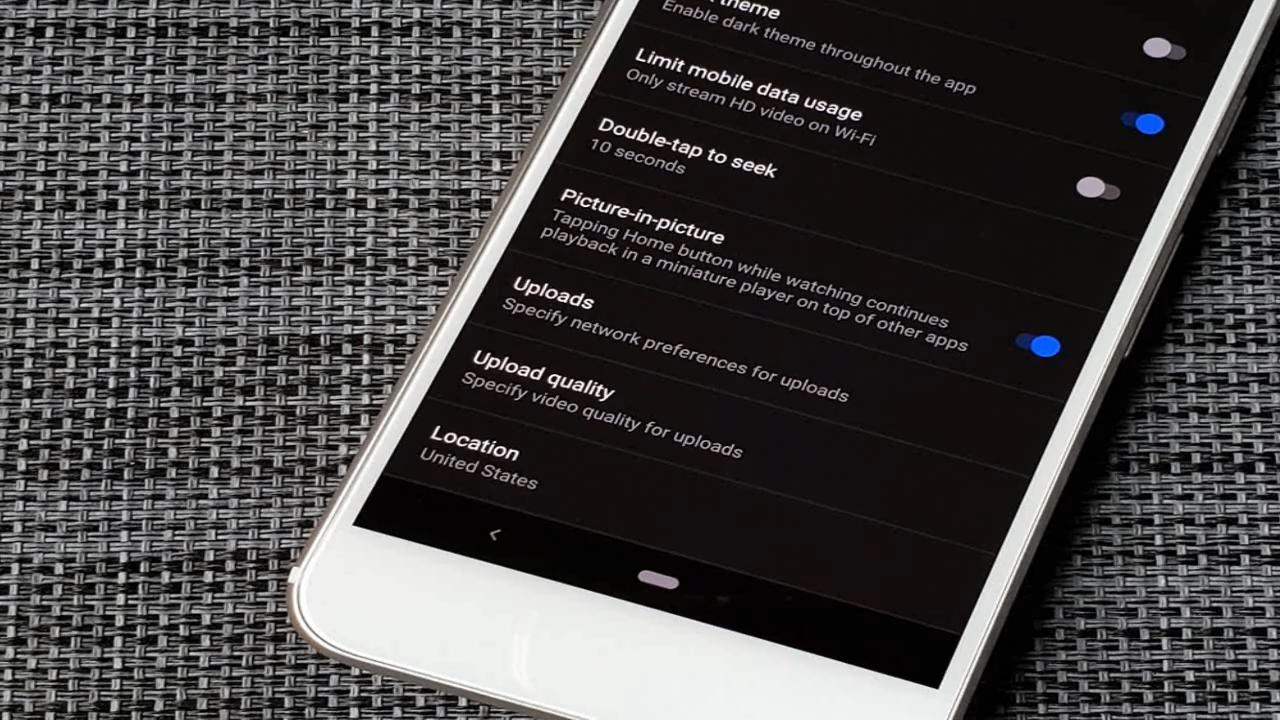 theme
Enable dark theme throughout the app
Limit mobile data usage
Only stream HD video on Wi-Fi
Double-tap to seek
10 seconds
Picture-in-picture
Tapping Home button while watching continues
playback in a miniature player on top of other apps
Uploads
Specify network preferences for uploads
Upload quality
Specify video quality for uploads
Location
United States